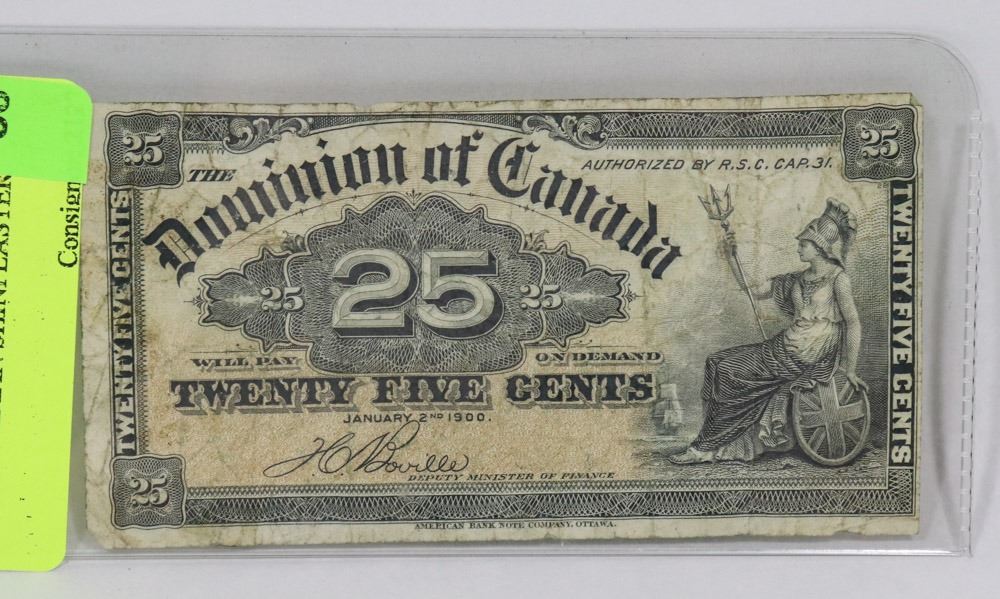 25
25
THE
Dominion of Canada
AUTHORIZED BY R.S.C. CAP. 31.
25
25
25
WILL PAY
ON DEMAND
TWENTY FIVE CENTS
JANUARY 2ND 1900.
H C Boville
DEPUTY MINISTER OF FINANCE
25
AMERICAN BANK NOTE COMPANY, OTTAWA.
TWENTY-FIVE CENTS
TWENTY-FIVE CENTS
Consign